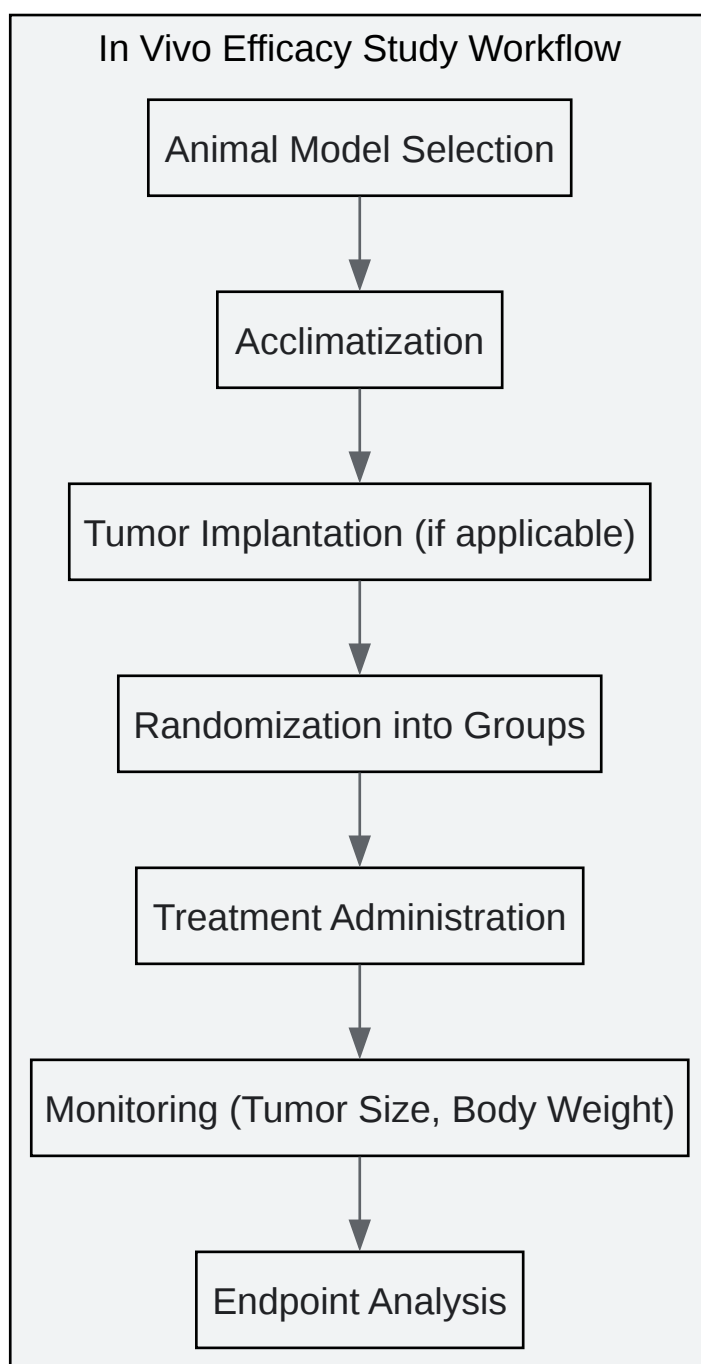 In Vivo Efficacy Study Workflow
Animal Model Selection
Acclimatization
Tumor Implantation (if applicable)
Randomization into Groups
Treatment Administration
Monitoring (Tumor Size, Body Weight)
Endpoint Analysis